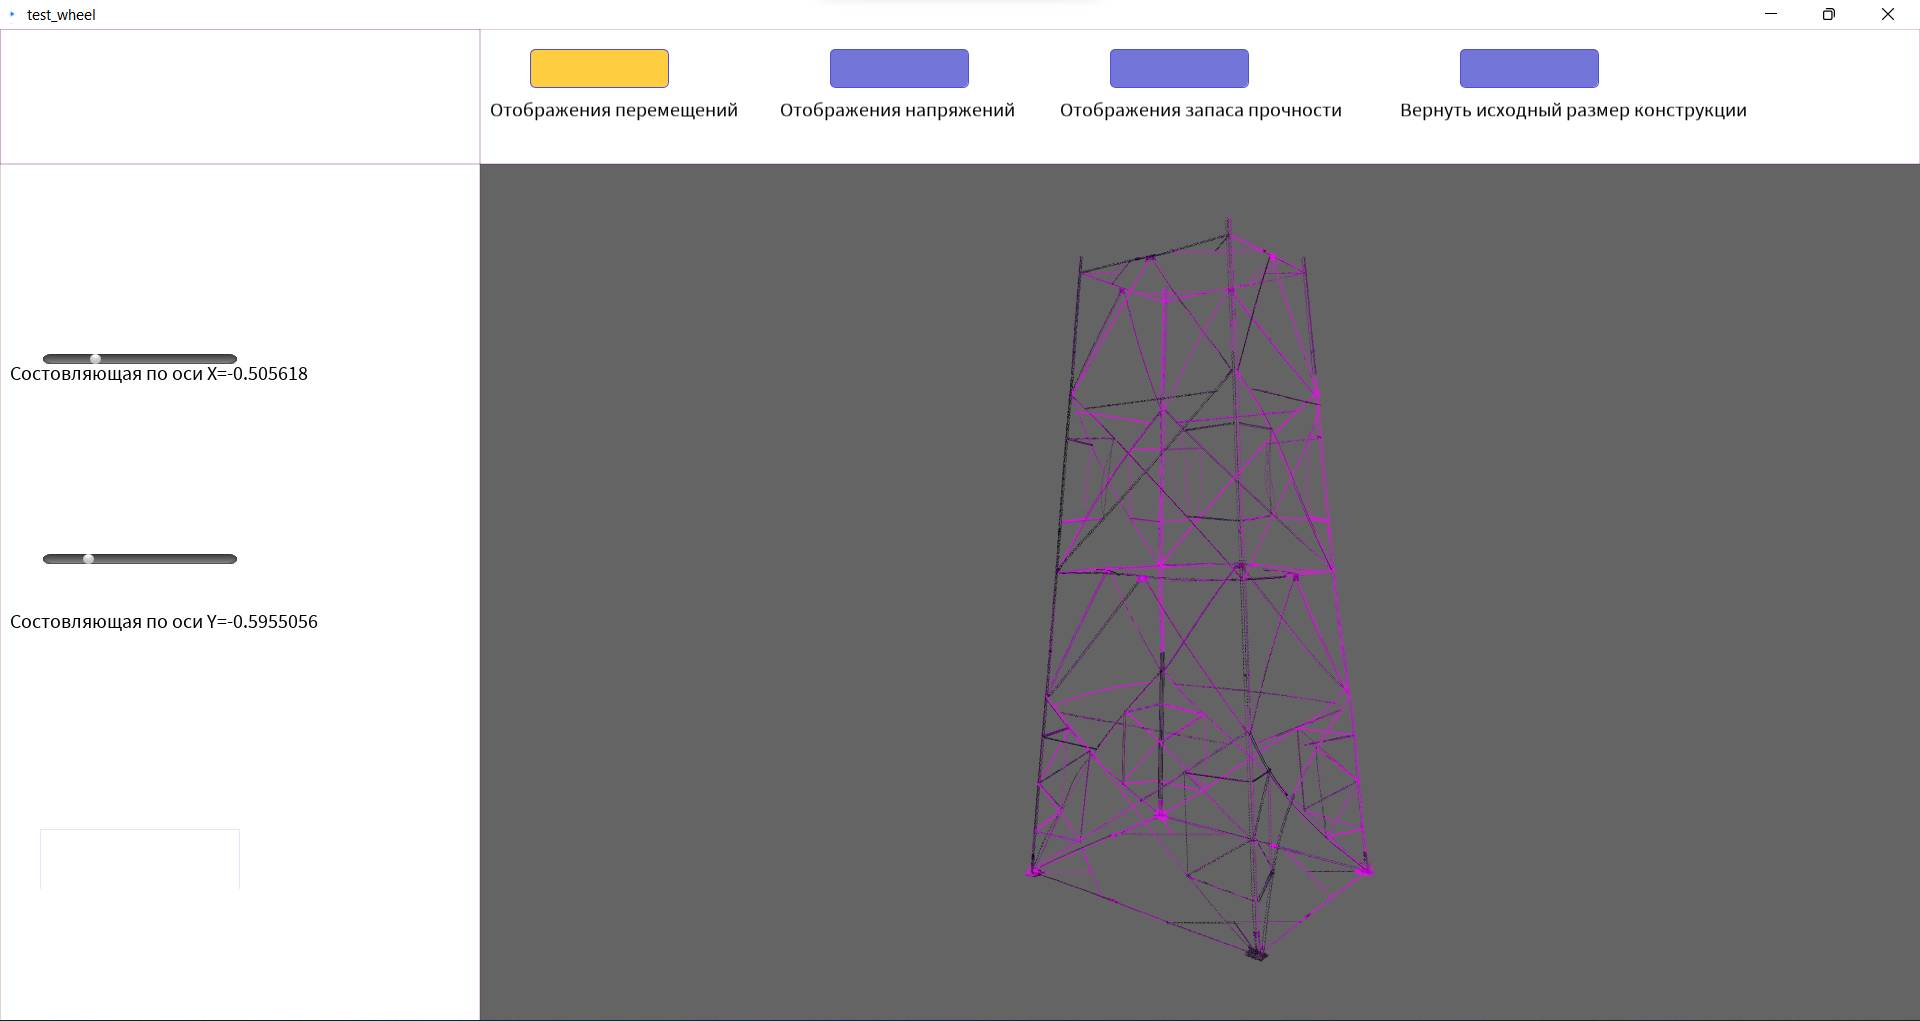 test_wheel
Отображения перемещений
Отображения напряжений
Отображения запаса прочности
Вернуть исходный размер конструкции
Состовляющая по оси X=-0.505618
Состовляющая по оси Y=-0.5955056